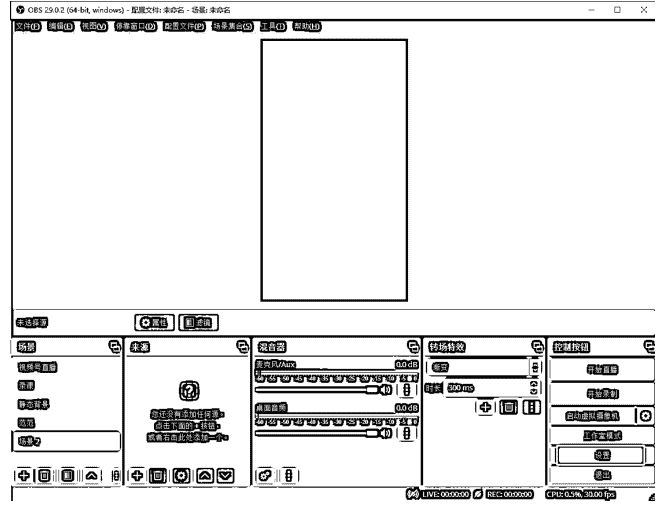 OBS 29.0.2 (64-bit, windows) - 配置文件: 未命名 - 场景: 未命名
文件(F) 编辑(E) 视图(V) 停靠窗口(D) 配置文件(P) 场景集合(S) 工具(T) 帮助(H)
未选择源 属性 滤镜
场景 来源 混音器 转场特效 控制按钮
视频号直播
录课
静态背景
范范
场景 2
您还没有添加任何源。
点击下面的 + 按钮，
或者右击此处添加一个。
麦克风/Aux 0.0 dB
桌面音频 0.0 dB
渐变
时长 300 ms
开始直播
开始录制
启动虚拟摄像机
工作室模式
设置
退出
LIVE: 00:00:00 REC: 00:00:00 CPU: 0.5%, 30.00 fps